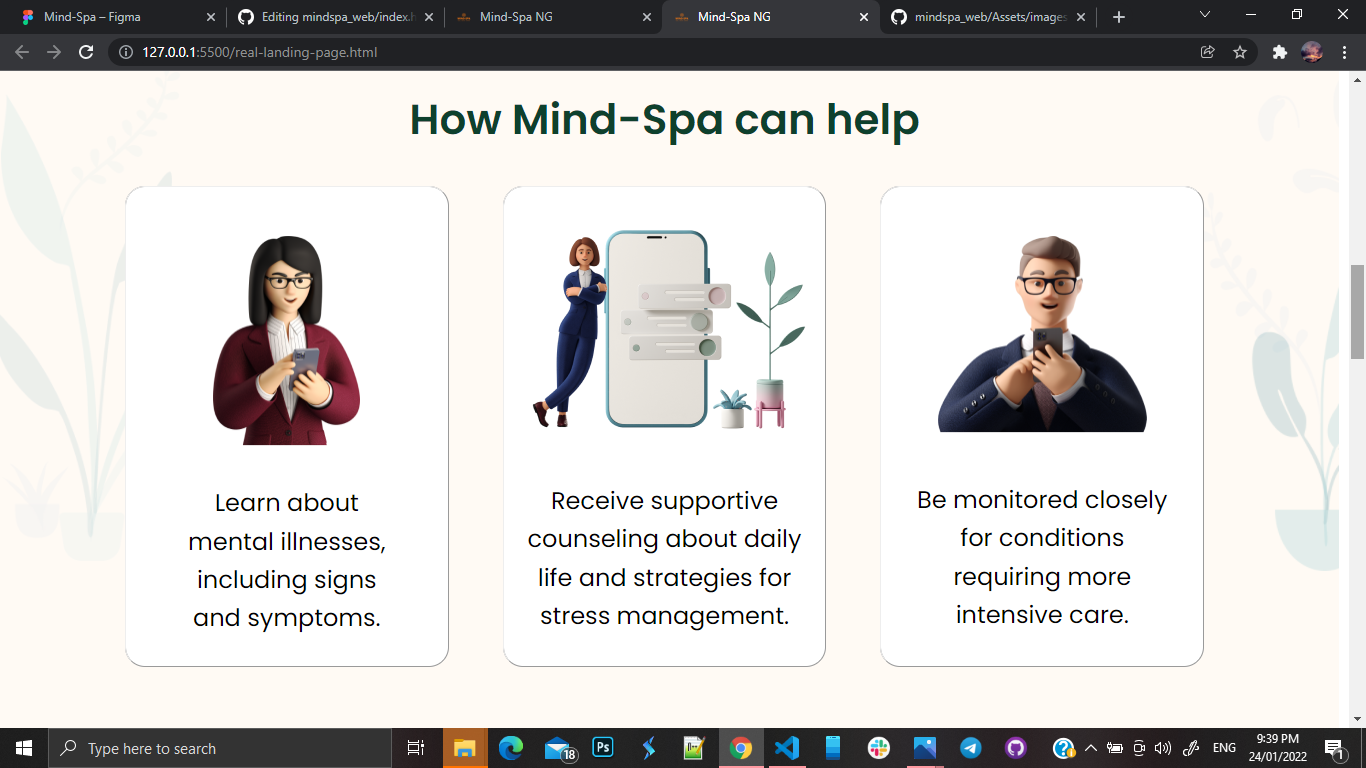 Mind-Spa – Figma
Editing mindspa_web/index.h
Mind-Spa NG
Mind-Spa NG
mindspa_web/Assets/images
127.0.0.1:5500/real-landing-page.html
How Mind-Spa can help
Learn about
mental illnesses,
including signs
and symptoms.
Receive supportive
counseling about daily
life and strategies for
stress management.
Be monitored closely
for conditions
requiring more
intensive care.
Type here to search
18
Ps
ENG
9:39 PM
24/01/2022
1